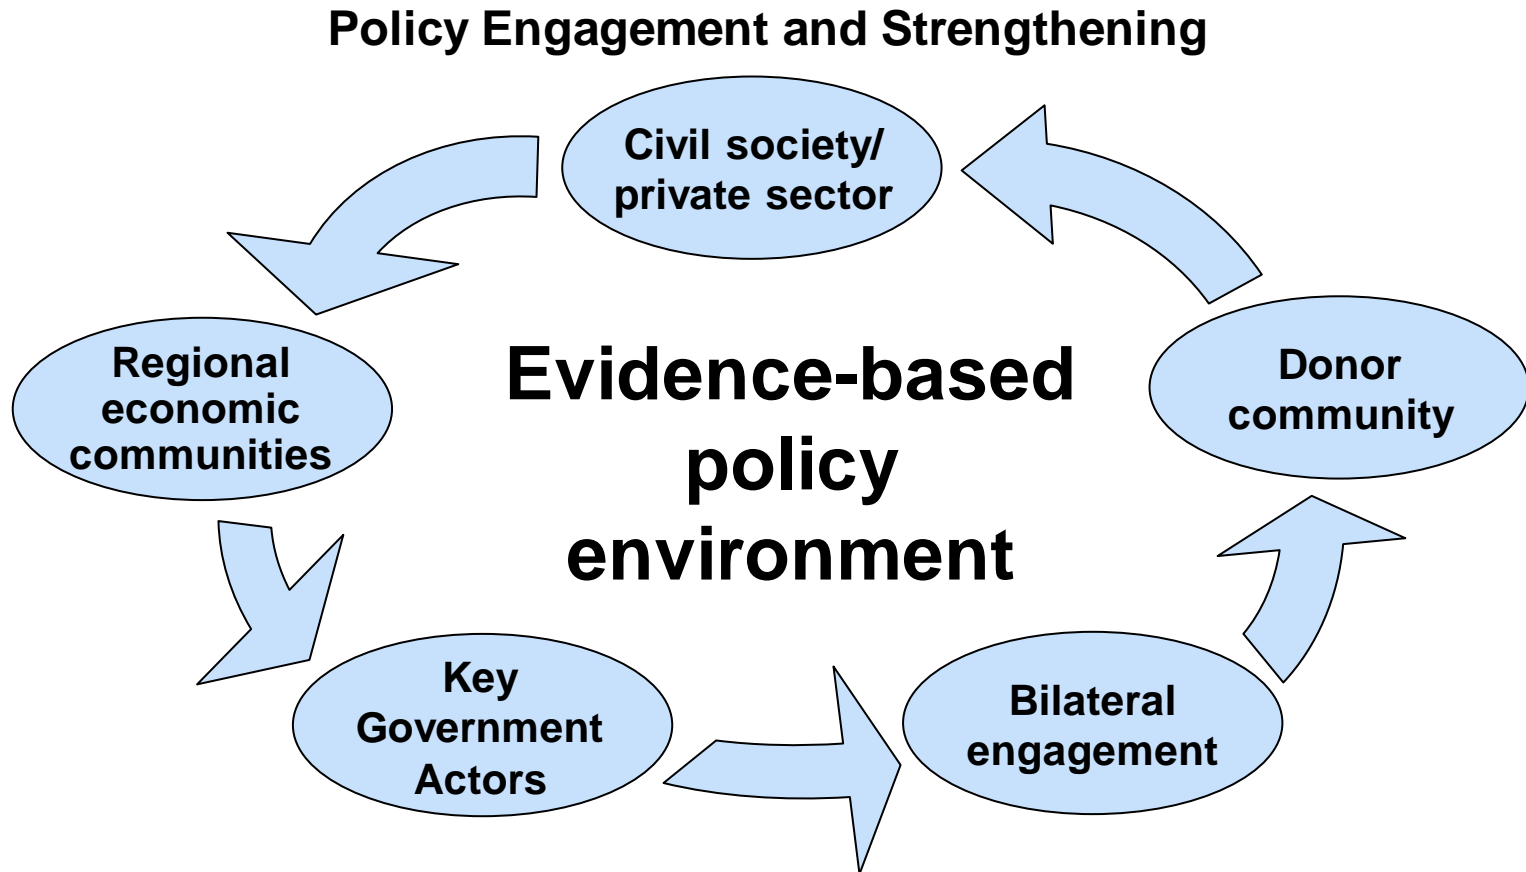 Policy Engagement and Strengthening
Civil society/
private sector
Regional
economic
communities
Evidence-based
policy
environment
Donor
community
Key
Government
Actors
Bilateral
engagement